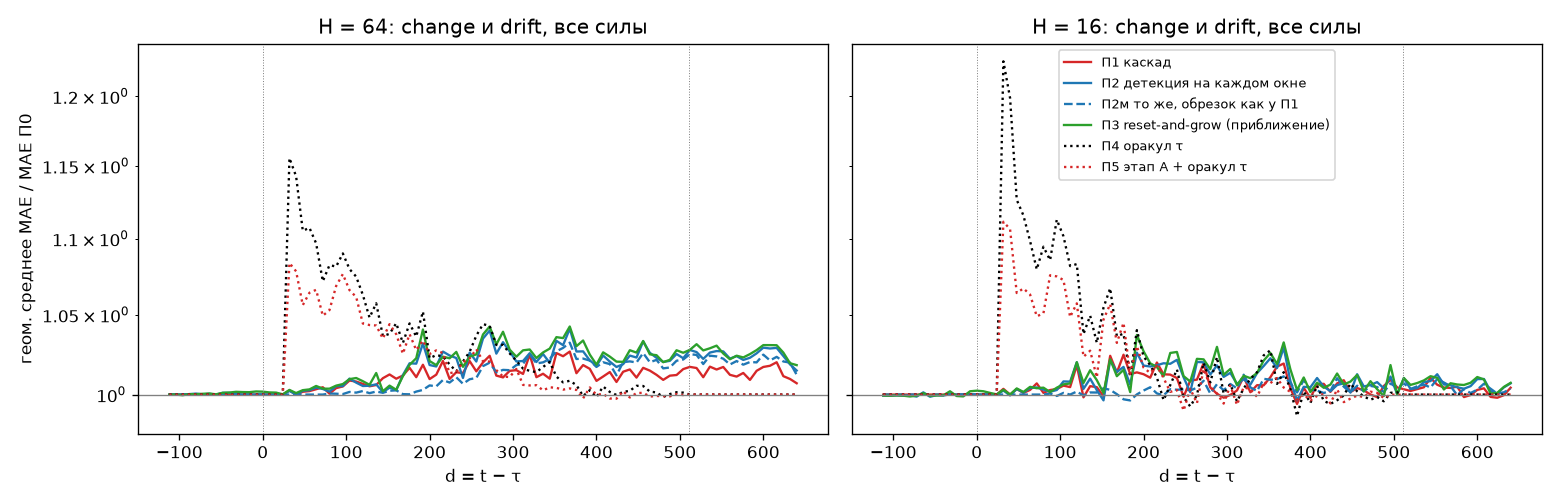 H = 64: change и drift, все силы
H = 16: change и drift, все силы
геом. среднее MAE / MAE П0
1.2 × 10⁰
1.15 × 10⁰
1.1 × 10⁰
1.05 × 10⁰
10⁰
П1 каскад
П2 детекция на каждом окне
П2м то же, обрезок как у П1
П3 reset-and-grow (приближение)
П4 оракул τ
П5 этап А + оракул τ
−100 0 100 200 300 400 500 600
−100 0 100 200 300 400 500 600
d = t − τ
d = t − τ